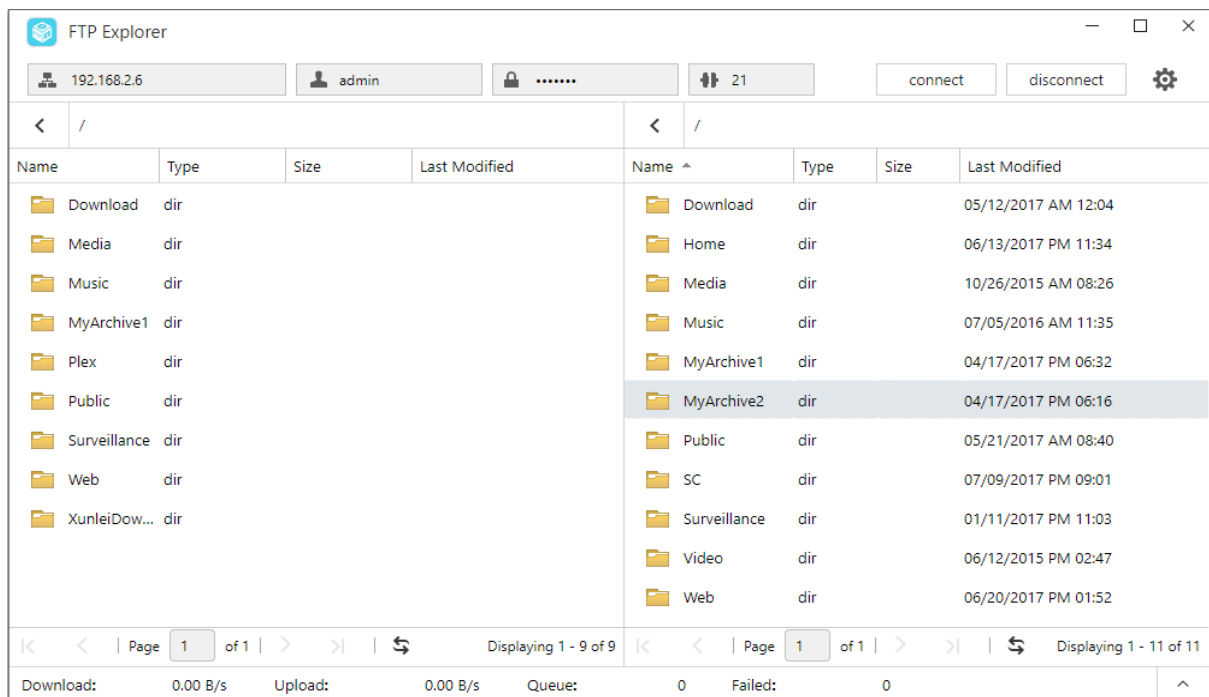 FTP Explorer
192.168.2.6 admin ••••••• 21 connect disconnect
/ /
Name Type Size Last Modified Name Type Size Last Modified
Download dir Download dir 05/12/2017 AM 12:04
Media dir Home dir 06/13/2017 PM 11:34
Music dir Media dir 10/26/2015 AM 08:26
MyArchive1 dir Music dir 07/05/2016 AM 11:35
Plex dir MyArchive1 dir 04/17/2017 PM 06:32
Public dir MyArchive2 dir 04/17/2017 PM 06:16
Surveillance dir Public dir 05/21/2017 AM 08:40
Web dir SC dir 07/09/2017 PM 09:01
XunleiDow... dir Surveillance dir 01/11/2017 PM 11:03
Video dir 06/12/2015 PM 02:47
Web dir 06/20/2017 PM 01:52
Page 1 of 1 Displaying 1 - 9 of 9 Page 1 of 1 Displaying 1 - 11 of 11
Download: 0.00 B/s Upload: 0.00 B/s Queue: 0 Failed: 0